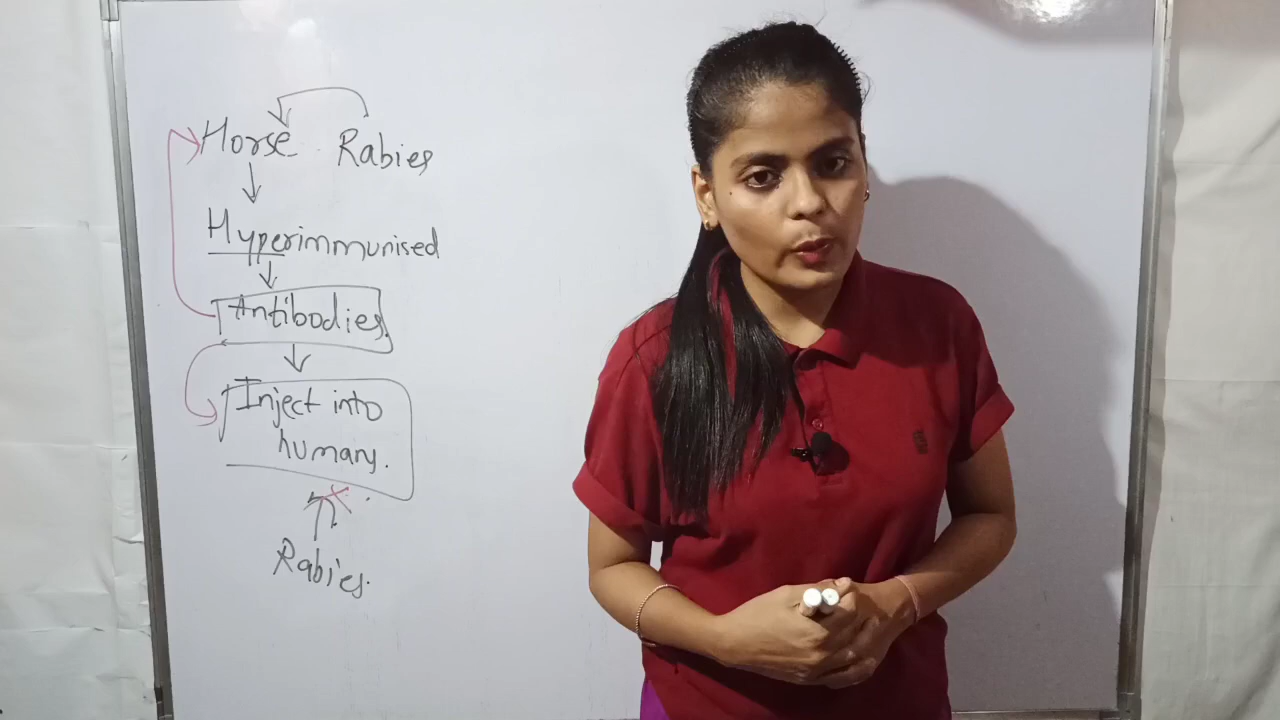 Horse Rabies
Hyperimmunised
Antibodies
Inject into
humans.
Rabies.